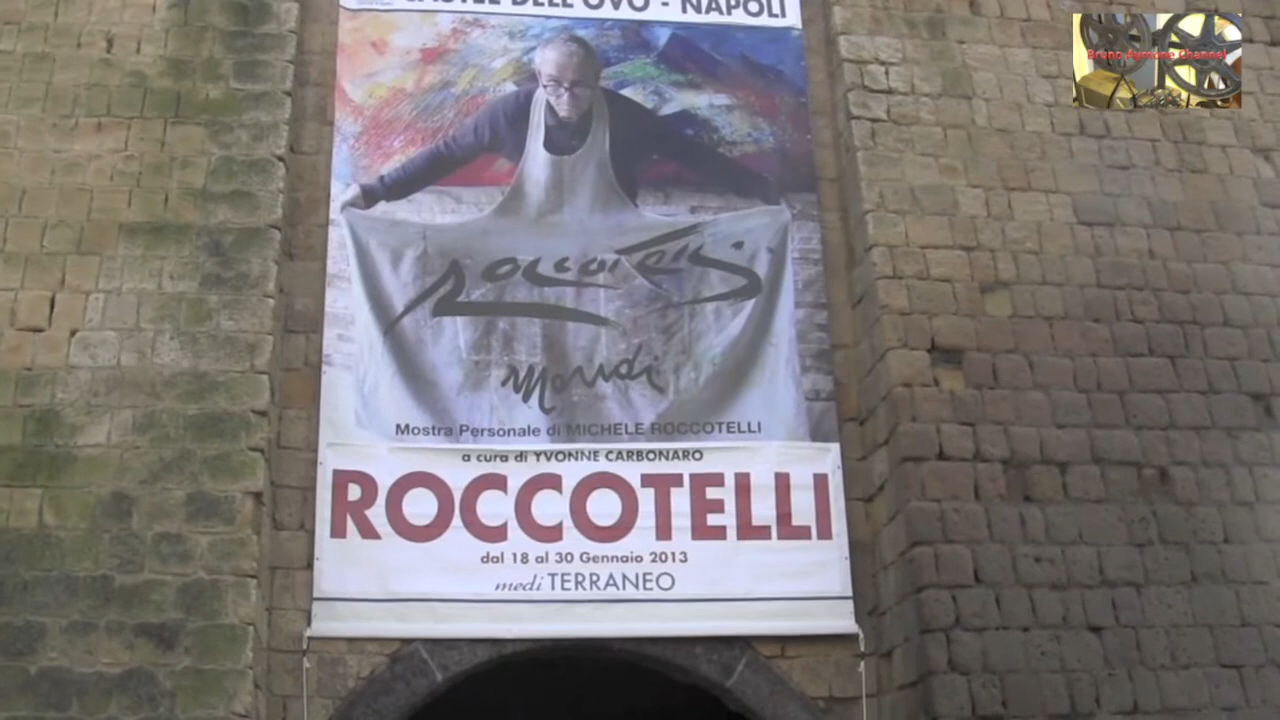 CASTEL DELL'OVO - NAPOLI
Bruno Aymone Channel
Roccotelli
Mostra Personale di MICHELE ROCCOTELLI
a cura di YVONNE CARBONARO
ROCCOTELLI
dal 18 al 30 Gennaio 2013
medi TERRANEO